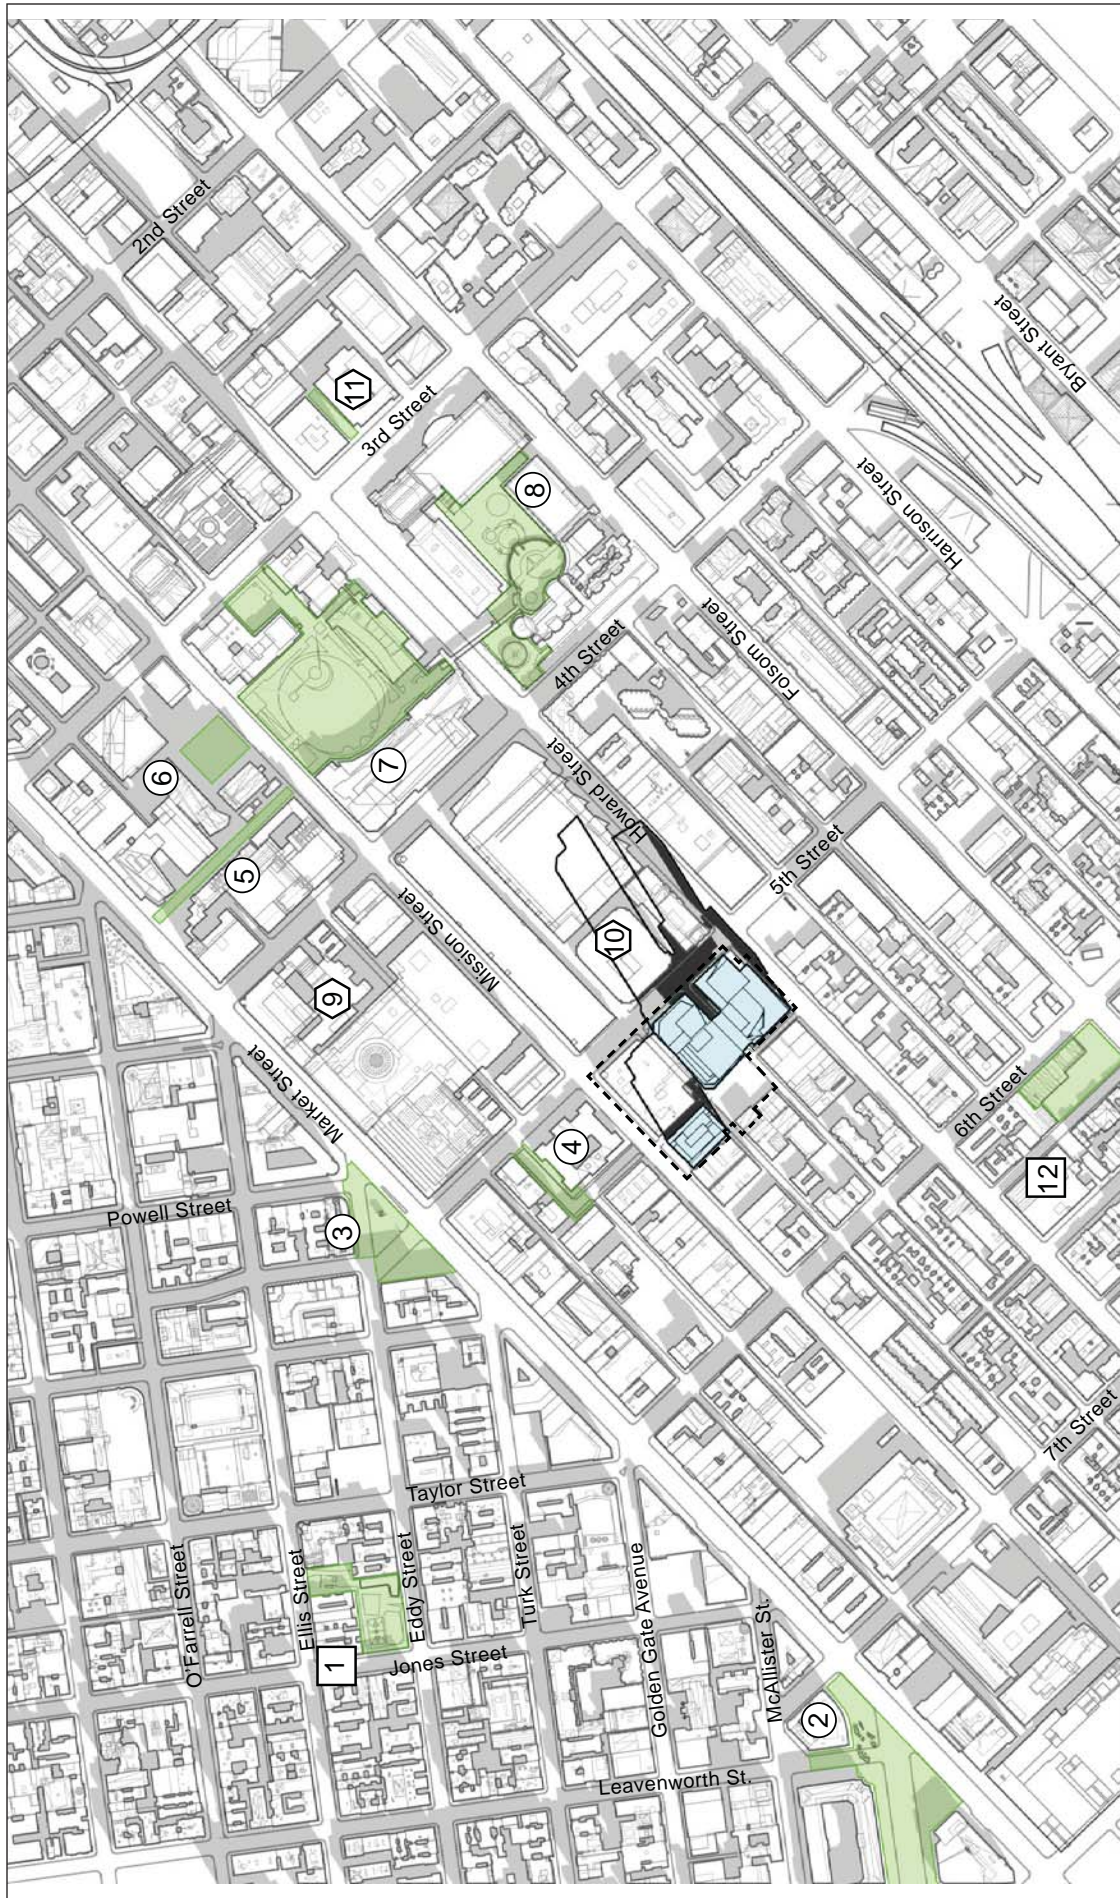 2nd Street
11
3rd Street
8
Bryant Street
Harrison Street
6
7
4th Street
Folsom Street
5
Howard Street
10
5th Street
9
Mission Street
Market Street
4
6th Street
12
3
Powell Street
7th Street
Taylor Street
O'Farrell Street
Ellis Street
Eddy Street
Turk Street
1
Jones Street
Golden Gate Avenue
McAllister St.
2
Leavenworth St.